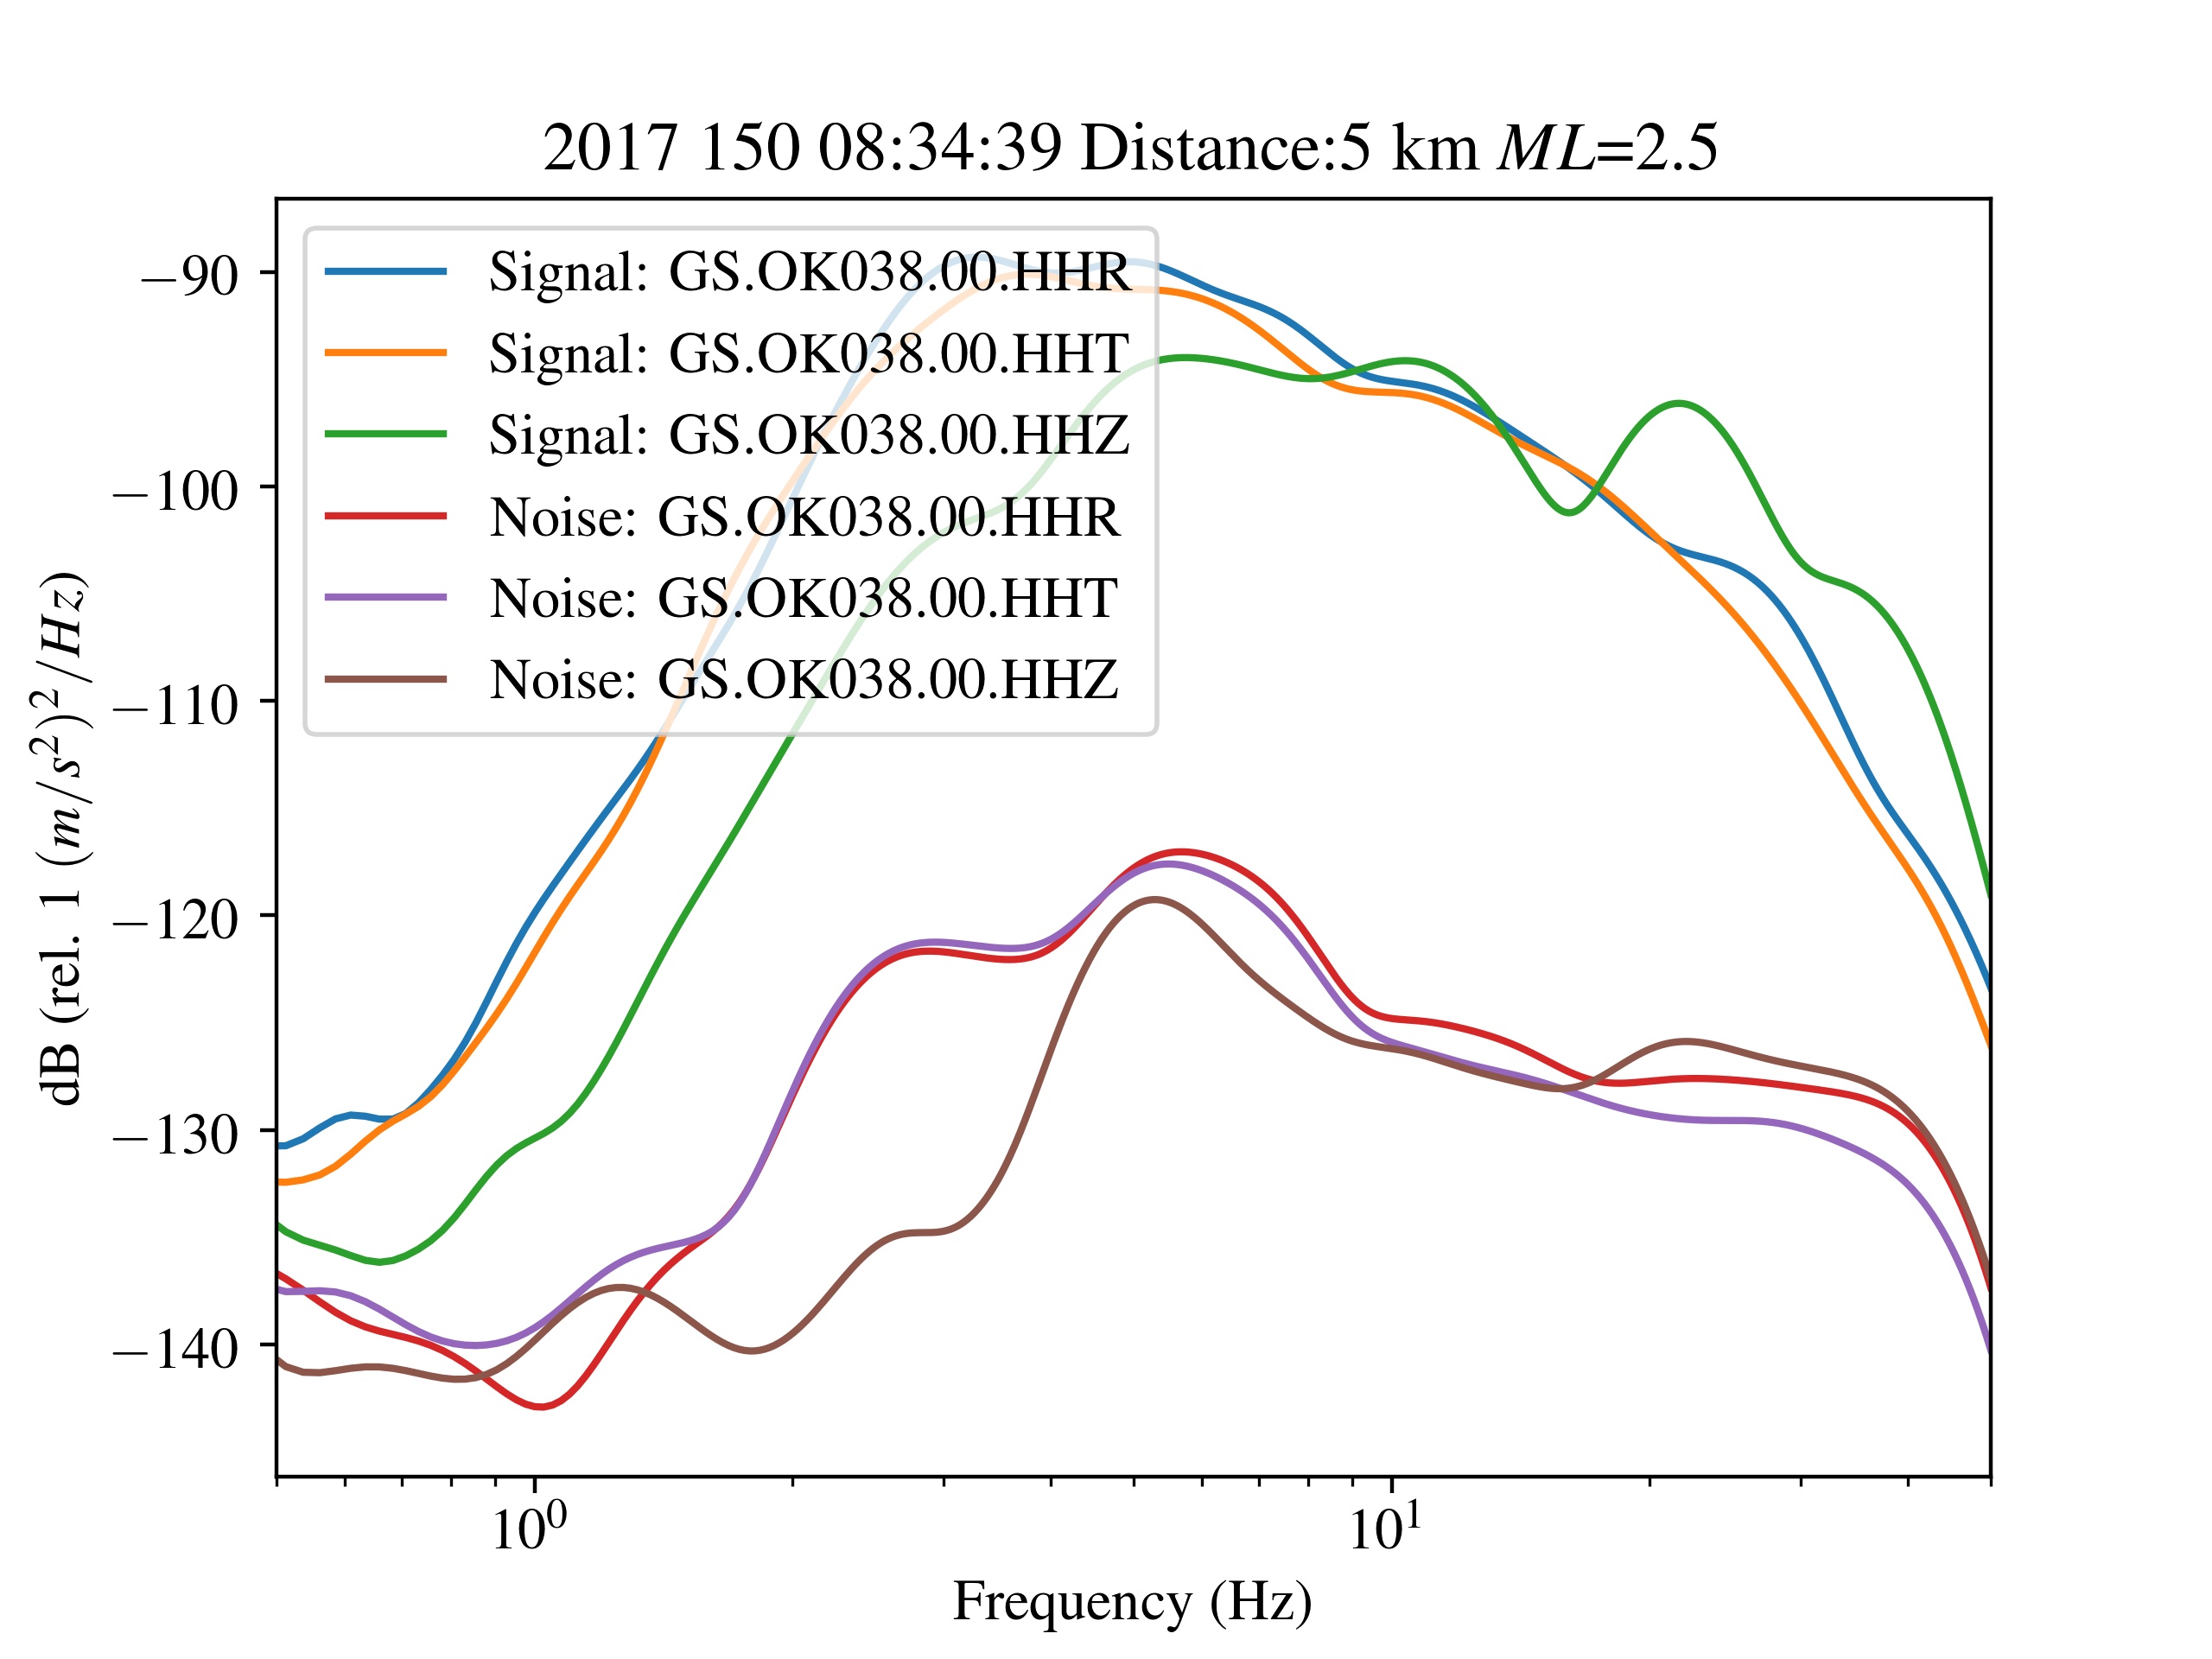 2017 150 08:34:39 Distance:5 km ML=2.5
Signal: GS.OK038.00.HHR
Signal: GS.OK038.00.HHT
Signal: GS.OK038.00.HHZ
Noise: GS.OK038.00.HHR
Noise: GS.OK038.00.HHT
Noise: GS.OK038.00.HHZ
−90
−100
−110
−120
−130
−140
dB (rel. 1 (m/s²)²/Hz)
10⁰
10¹
Frequency (Hz)